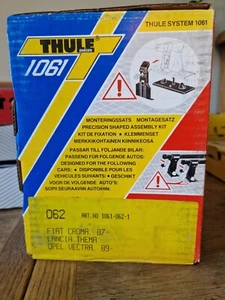 THULE SYSTEM 1061
THULE
SWEDEN
1061
MONTERINGSSATS MONTAGESATZ
PRECISION SHAPED ASSEMBLY KIT
KIT DE FIXATION • KLEMMENSET
MERKKIKOHTAINEN KIINNIKEOSA
PASSAR TILL FÖLJANDE BILAR:
PASSEND FÜR FOLGENDE AUTOS:
DESIGNED FOR THE FOLLOWING
CARS: • DISPONIBLE POUR LES
VEHICULES SUIVANTS: • GESCHIKT
VOOR DE VOLGENDE AUTO'S:
SOPII SEURAAVIIN AUTOIHIN:
062 ART.NO 1061-062-1
FIAT CROMA, 87-
LANCIA THEMA
OPEL VECTRA, 89-